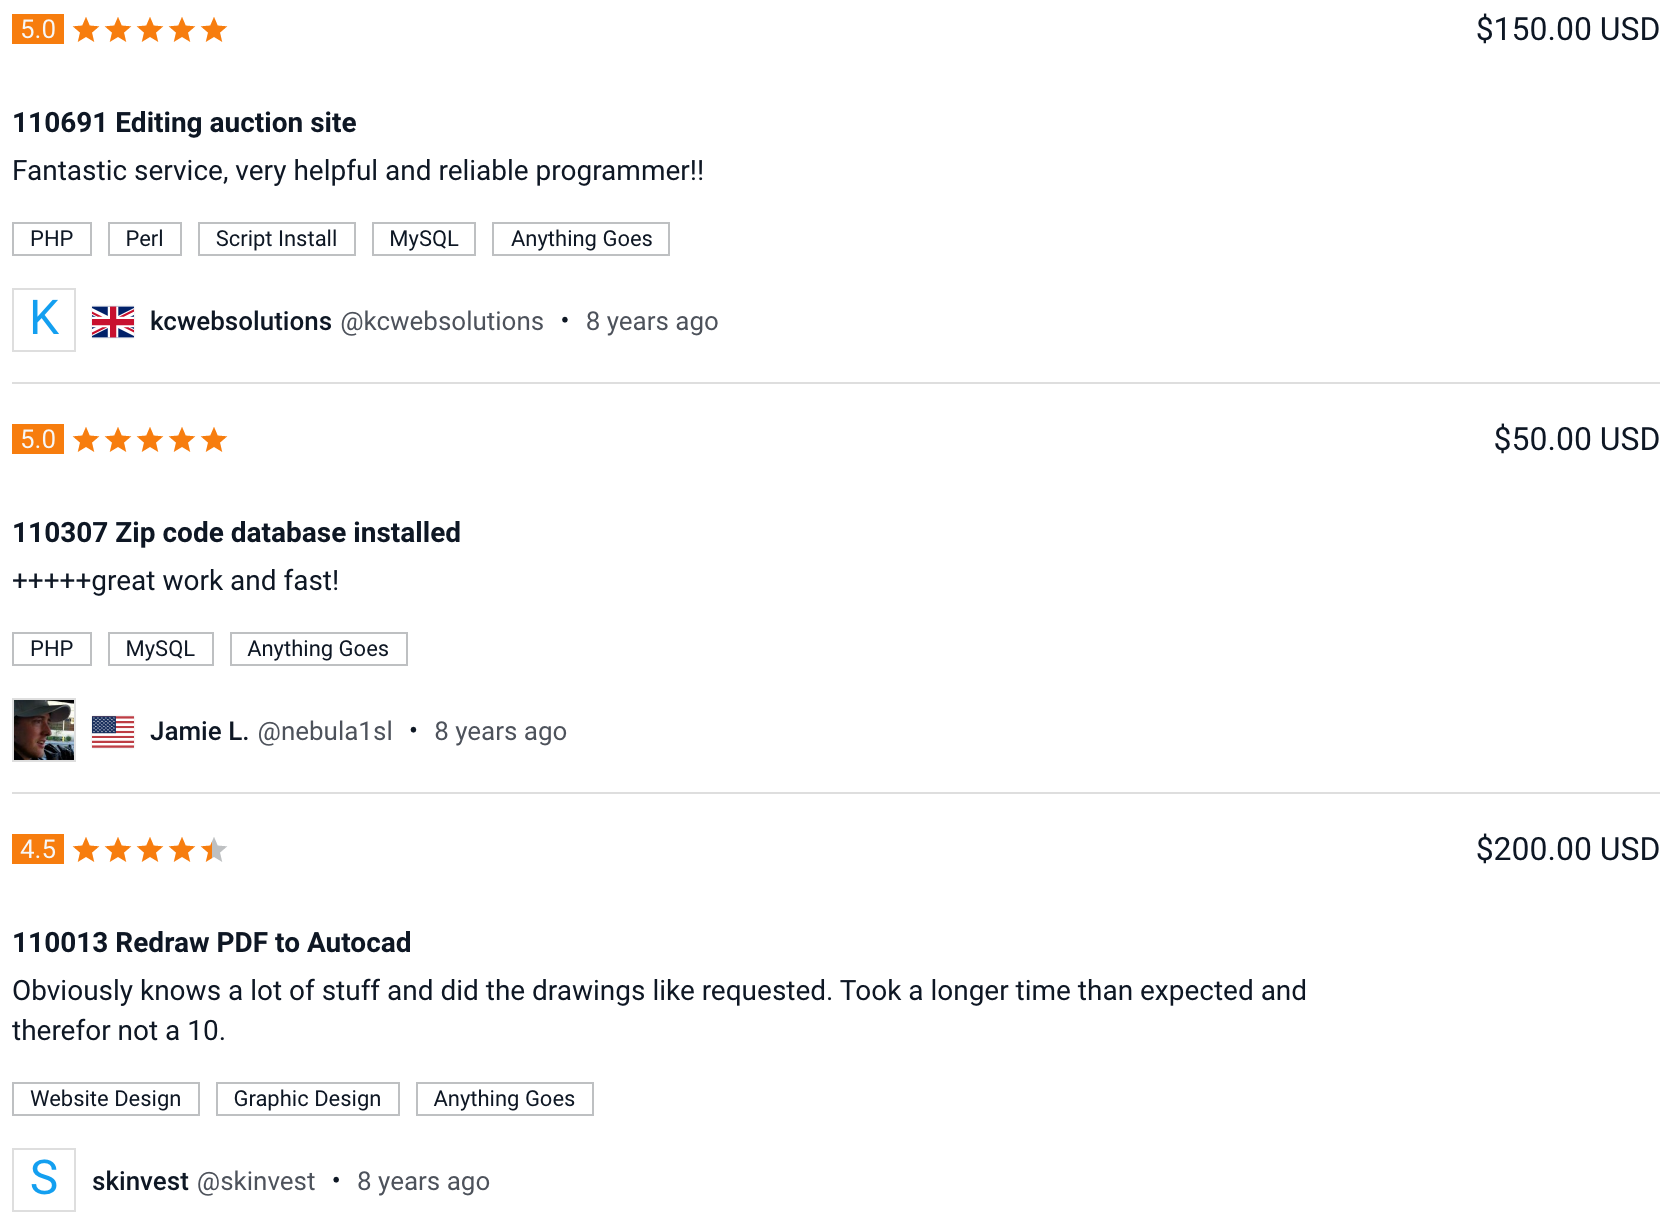 5.0 $150.00 USD
110691 Editing auction site
Fantastic service, very helpful and reliable programmer!!
PHP Perl Script Install MySQL Anything Goes
K kcwebsolutions @kcwebsolutions • 8 years ago
5.0 $50.00 USD
110307 Zip code database installed
+++++great work and fast!
PHP MySQL Anything Goes
Jamie L. @nebula1sl • 8 years ago
4.5 $200.00 USD
110013 Redraw PDF to Autocad
Obviously knows a lot of stuff and did the drawings like requested. Took a longer time than expected and
therefor not a 10.
Website Design Graphic Design Anything Goes
S skinvest @skinvest • 8 years ago